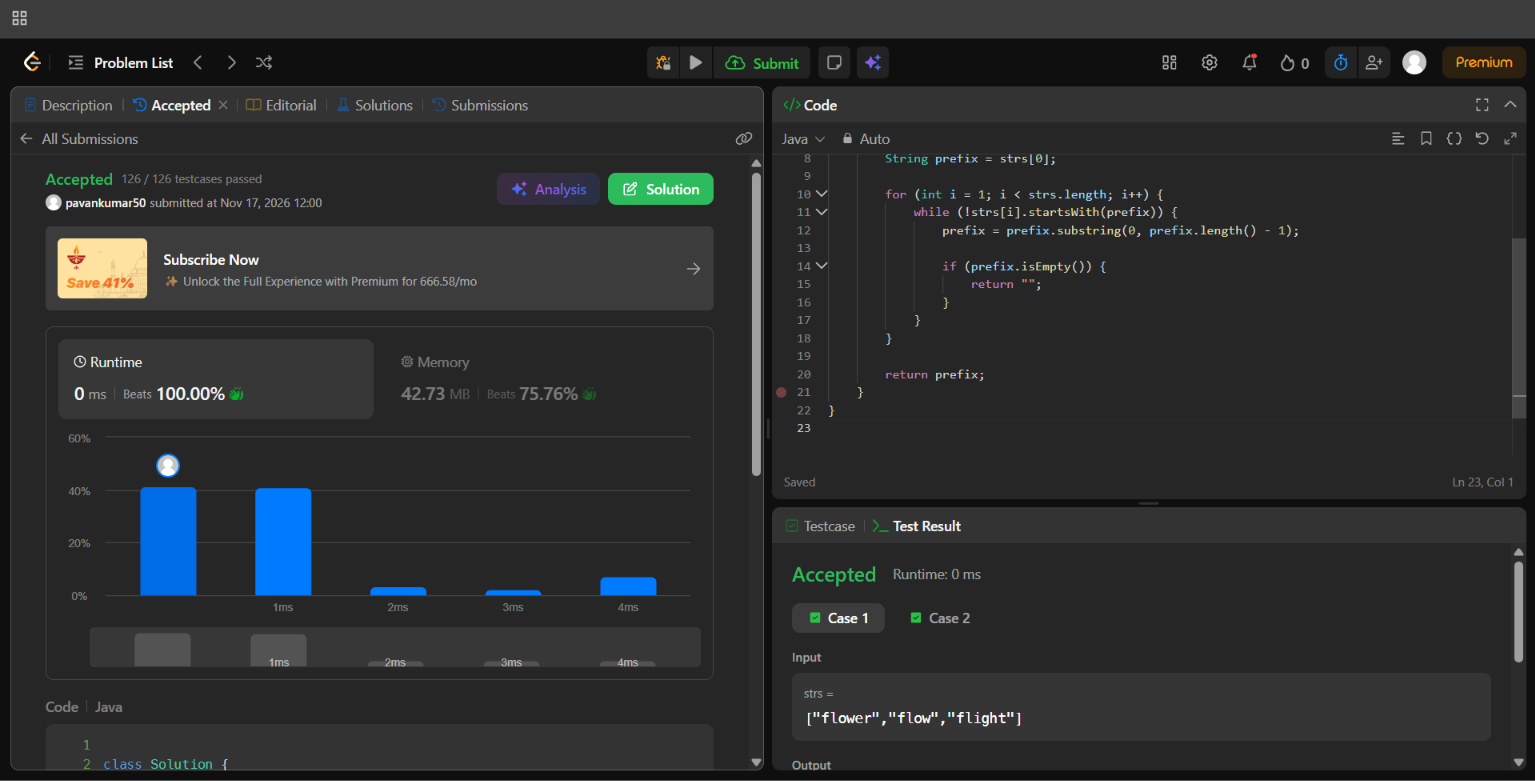 Problem List
Submit
0
Premium
Description
Accepted
Editorial
Solutions
Submissions
All Submissions
Accepted 126 / 126 testcases passed
pavankumar50 submitted at Nov 17, 2026 12:00
Analysis
Solution
Save 41%
Subscribe Now
Unlock the Full Experience with Premium for 666.58/mo
Runtime
0 ms Beats 100.00%
Memory
42.73 MB Beats 75.76%
60%
40%
20%
0%
1ms 2ms 3ms 4ms
1ms 2ms 3ms 4ms
Code Java
1
2 class Solution {
</> Code
Java Auto
8 String prefix = strs[0];
9
10 for (int i = 1; i < strs.length; i++) {
11 while (!strs[i].startsWith(prefix)) {
12 prefix = prefix.substring(0, prefix.length() - 1);
13
14 if (prefix.isEmpty()) {
15 return "";
16 }
17 }
18 }
19
20 return prefix;
21 }
22 }
23
Saved
Ln 23, Col 1
Testcase
>_ Test Result
Accepted Runtime: 0 ms
Case 1 Case 2
Input
strs =
["flower","flow","flight"]
Output